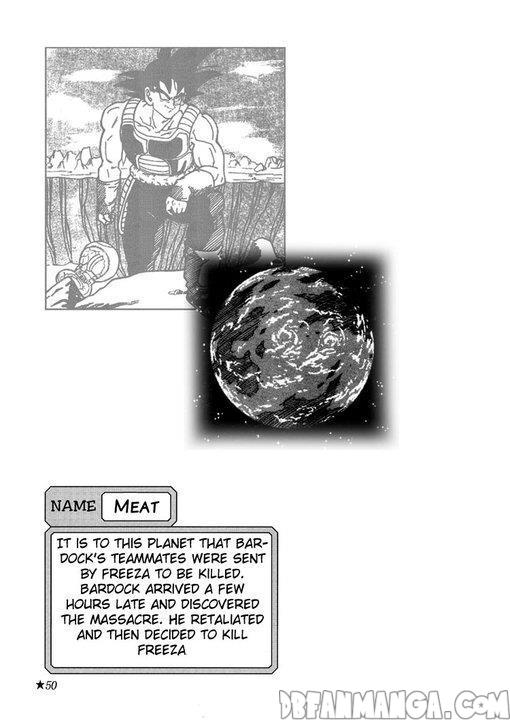 NAME MEAT
IT IS TO THIS PLANET THAT BAR-
DOCK'S TEAMMATES WERE SENT
BY FREEZA TO BE KILLED.
BARDOCK ARRIVED A FEW
HOURS LATE AND DISCOVERED
THE MASSACRE. HE RETALIATED
AND THEN DECIDED TO KILL
FREEZA
★50
DBFANMANGA.COM